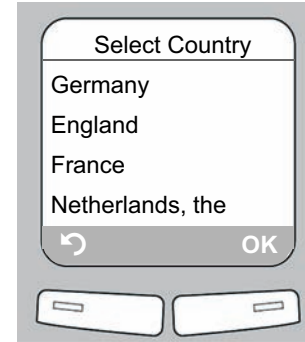 Select Country
Germany
England
France
Netherlands, the
OK